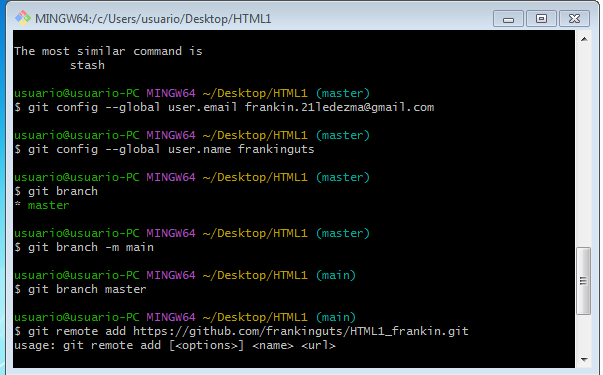 MINGW64:/c/Users/usuario/Desktop/HTML1
The most similar command is
stash
usuario@usuario-PC MINGW64 ~/Desktop/HTML1 (master)
$ git config --global user.email frankin.21ledezma@gmail.com
usuario@usuario-PC MINGW64 ~/Desktop/HTML1 (master)
$ git config --global user.name frankinguts
usuario@usuario-PC MINGW64 ~/Desktop/HTML1 (master)
$ git branch
* master
usuario@usuario-PC MINGW64 ~/Desktop/HTML1 (master)
$ git branch -m main
usuario@usuario-PC MINGW64 ~/Desktop/HTML1 (main)
$ git branch master
usuario@usuario-PC MINGW64 ~/Desktop/HTML1 (main)
$ git remote add https://github.com/frankinguts/HTML1_frankin.git
usage: git remote add [<options>] <name> <url>